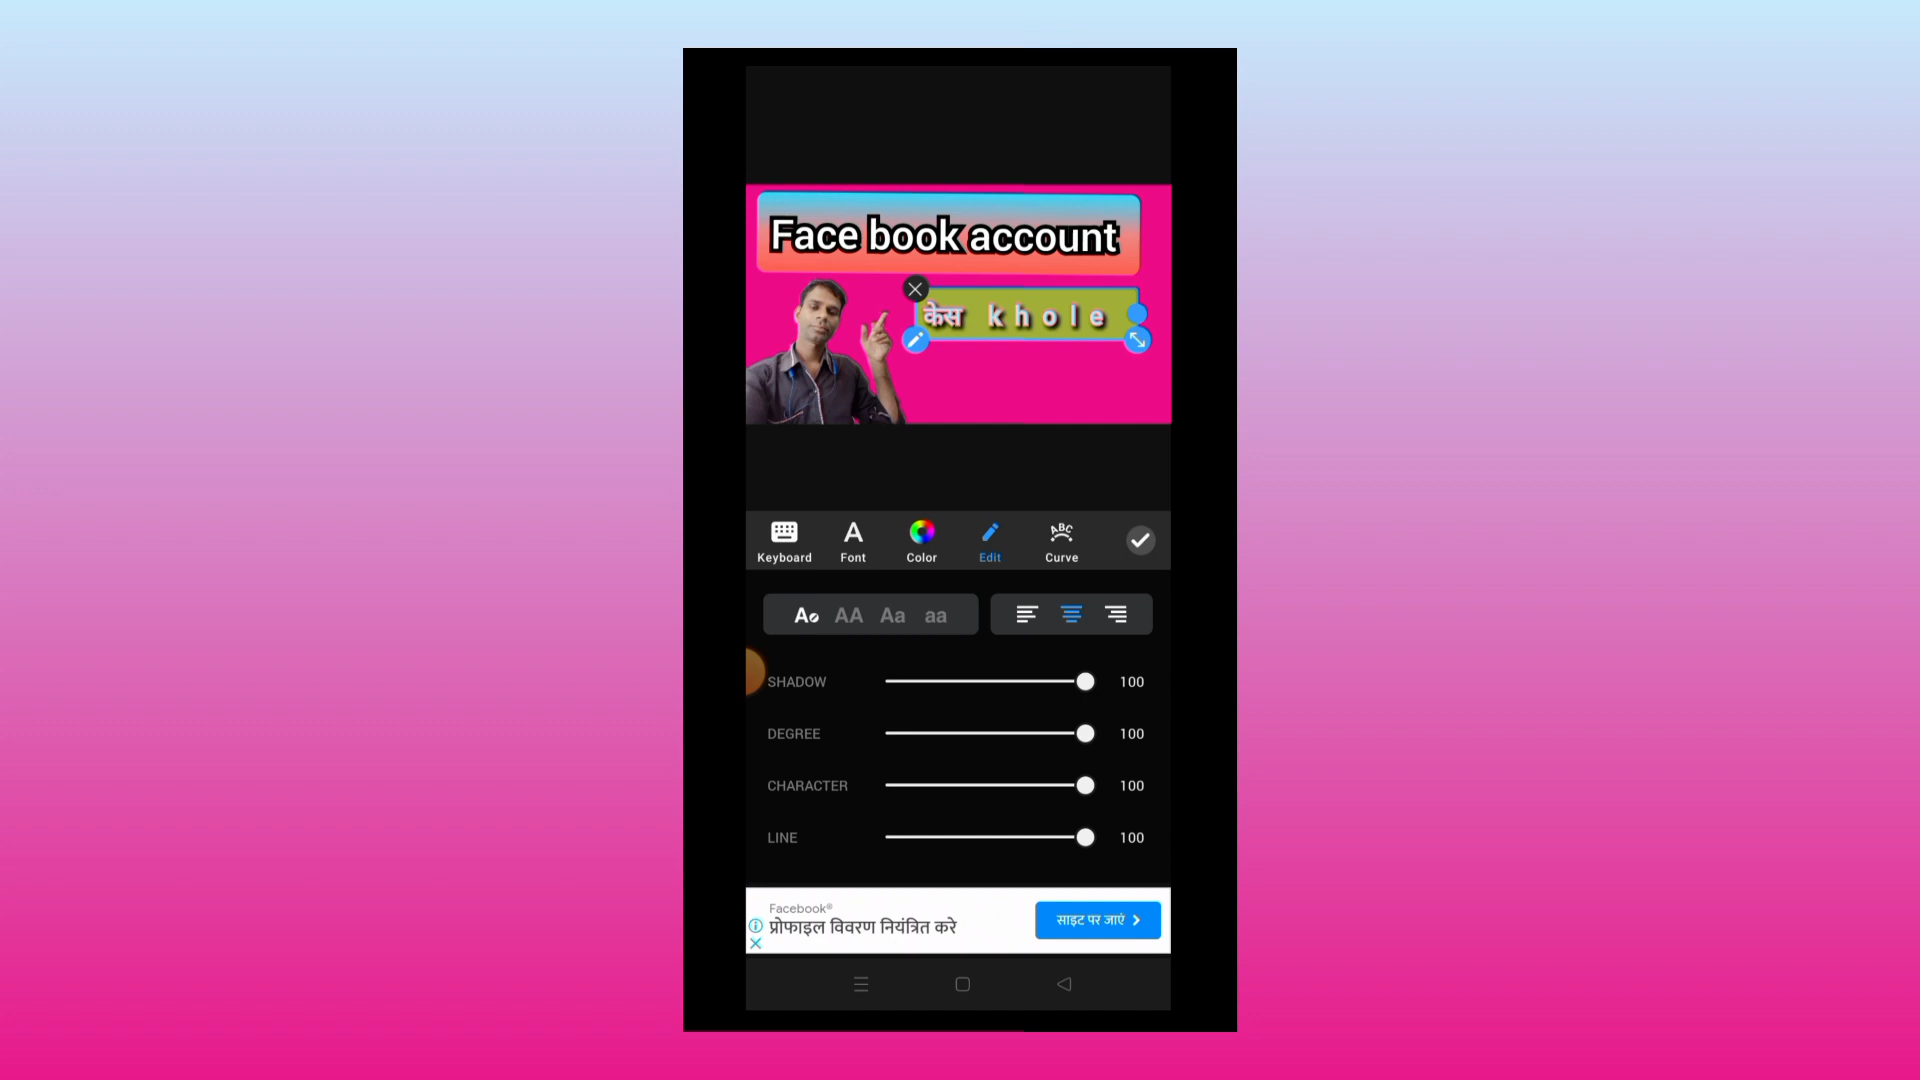 Face book account
केस khole
Keyboard Font Color Edit Curve
A AA Aa aa
SHADOW 100
DEGREE 100
CHARACTER 100
LINE 100
Facebook®
प्रोफाइल विवरण नियंत्रित करे
साइट पर जाएं